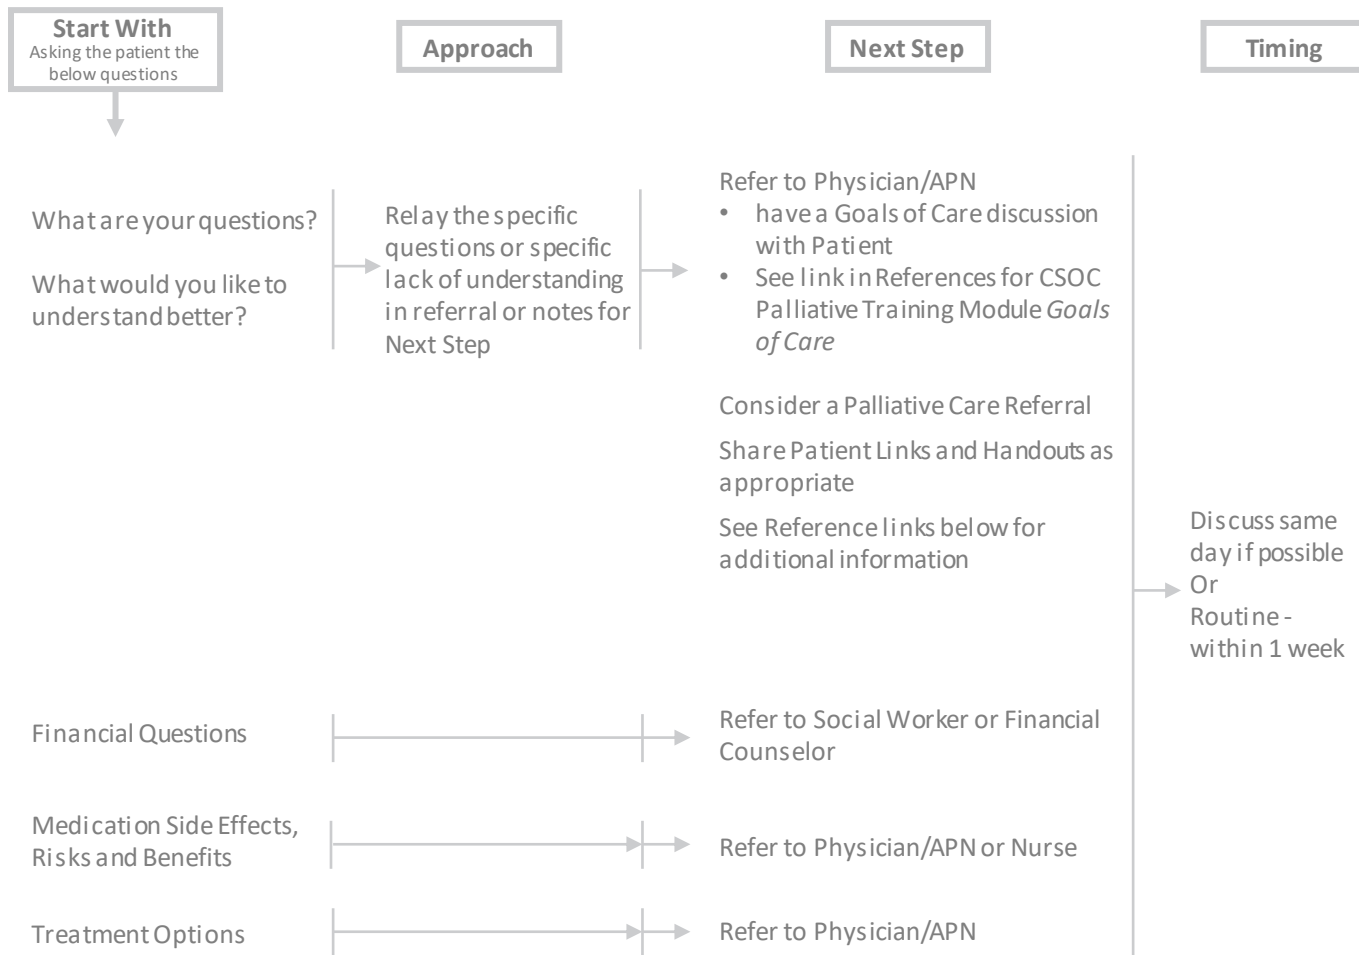 Start With
Asking the patient the
below questions
Approach
Next Step
Timing
What are your questions?
What would you like to
understand better?
Relay the specific
questions or specific
lack of understanding
in referral or notes for
Next Step
Refer to Physician/APN
• have a Goals of Care discussion
with Patient
• See link in References for CSOC
Palliative Training Module Goals
of Care
Consider a Palliative Care Referral
Share Patient Links and Handouts as
appropriate
See Reference links below for
additional information
Discuss same
day if possible
Or
Routine -
within 1 week
Financial Questions
Refer to Social Worker or Financial
Counselor
Medication Side Effects,
Risks and Benefits
Refer to Physician/APN or Nurse
Treatment Options
Refer to Physician/APN